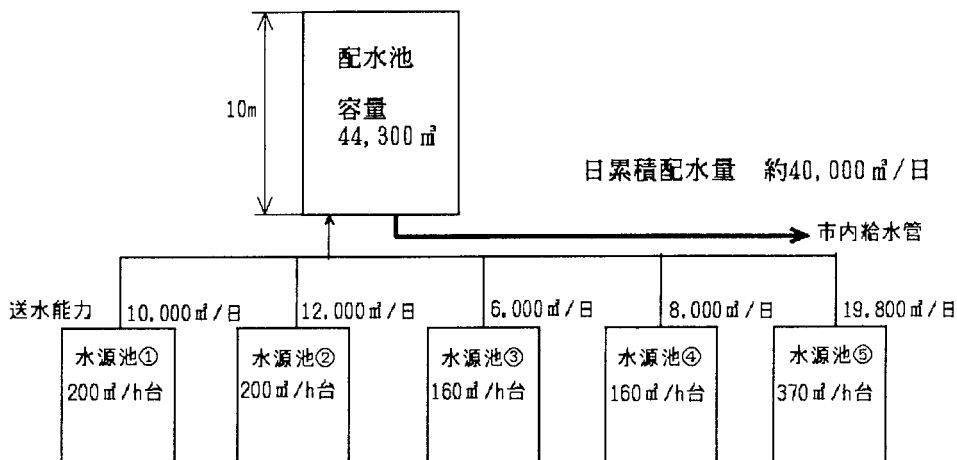 配水池
10m
容量
44,300㎥
日累積配水量 約40,000㎥/日
市内給水管
送水能力 10.000㎥/日 12.000㎥/日 6.000㎥/日 8.000㎥/日 19.800㎥/日
水源池① 水源池② 水源池③ 水源池④ 水源池⑤
200㎥/h台 200㎥/h台 160㎥/h台 160㎥/h台 370㎥/h台